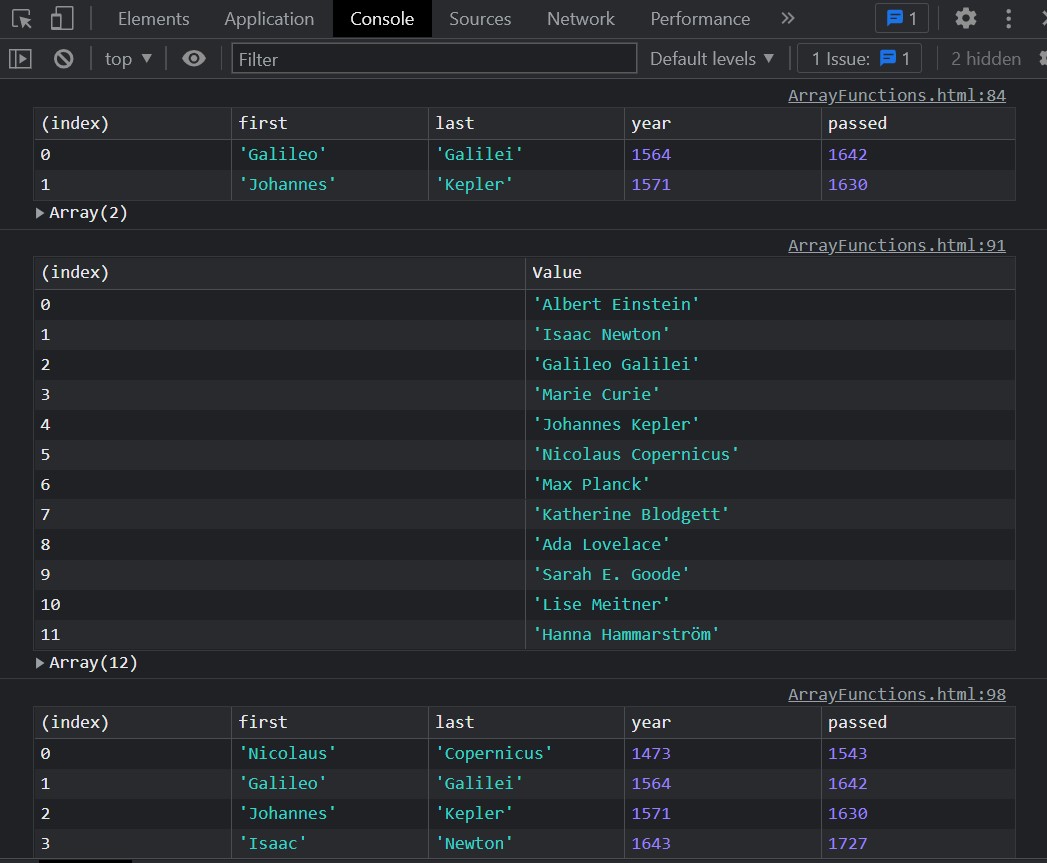 Elements Application Console Sources Network Performance » 1
top ▼ Filter Default levels ▼ 1 Issue: 1 2 hidden
ArrayFunctions.html:84
(index) first last year passed
0 'Galileo' 'Galilei' 1564 1642
1 'Johannes' 'Kepler' 1571 1630
▶ Array(2)
ArrayFunctions.html:91
(index) Value
0 'Albert Einstein'
1 'Isaac Newton'
2 'Galileo Galilei'
3 'Marie Curie'
4 'Johannes Kepler'
5 'Nicolaus Copernicus'
6 'Max Planck'
7 'Katherine Blodgett'
8 'Ada Lovelace'
9 'Sarah E. Goode'
10 'Lise Meitner'
11 'Hanna Hammarström'
▶ Array(12)
ArrayFunctions.html:98
(index) first last year passed
0 'Nicolaus' 'Copernicus' 1473 1543
1 'Galileo' 'Galilei' 1564 1642
2 'Johannes' 'Kepler' 1571 1630
3 'Isaac' 'Newton' 1643 1727